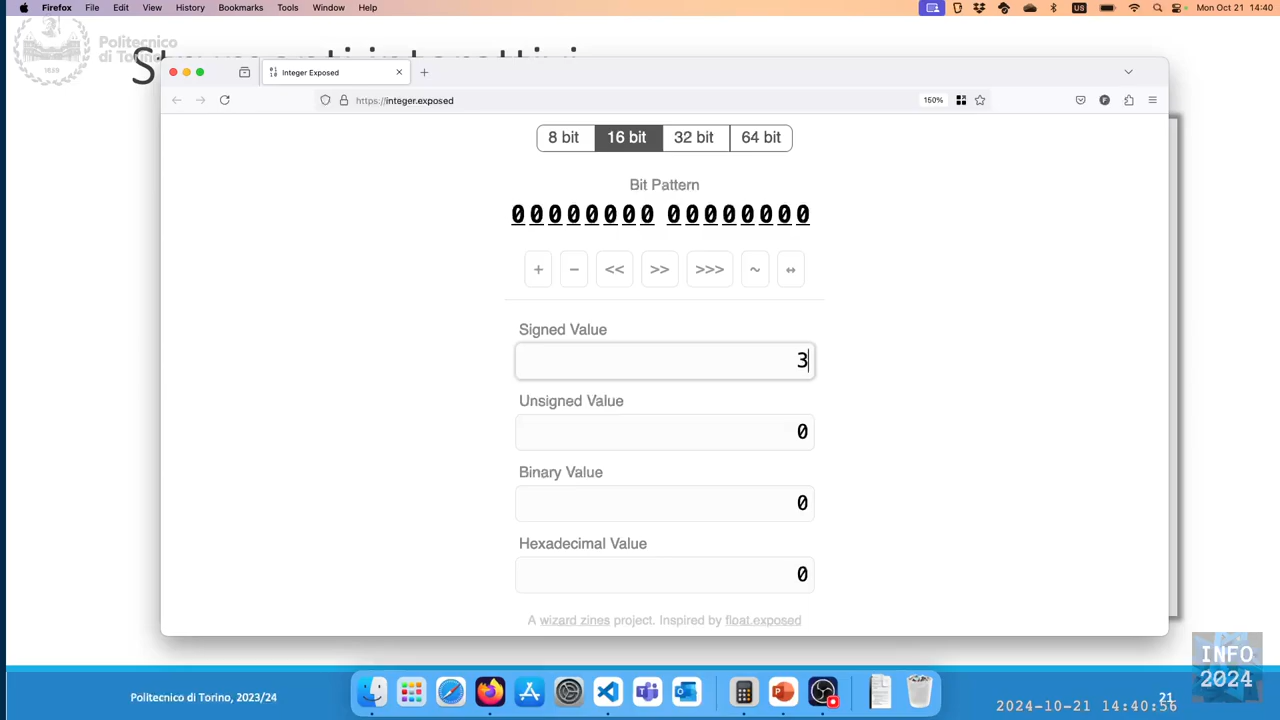 Firefox File Edit View History Bookmarks Tools Window Help
US
Mon Oct 21 14:40
Politecnico
di Torino
1859
Integer Exposed
https://integer.exposed
150%
8 bit
16 bit
32 bit
64 bit
Bit Pattern
00000000 00000000
+ - << >> >>> ~ ↔
Signed Value
3
Unsigned Value
0
Binary Value
0
Hexadecimal Value
0
A wizard zines project. Inspired by float.exposed
Politecnico di Torino, 2023/24
21
2024-10-21 14:40:56
INFO
2024